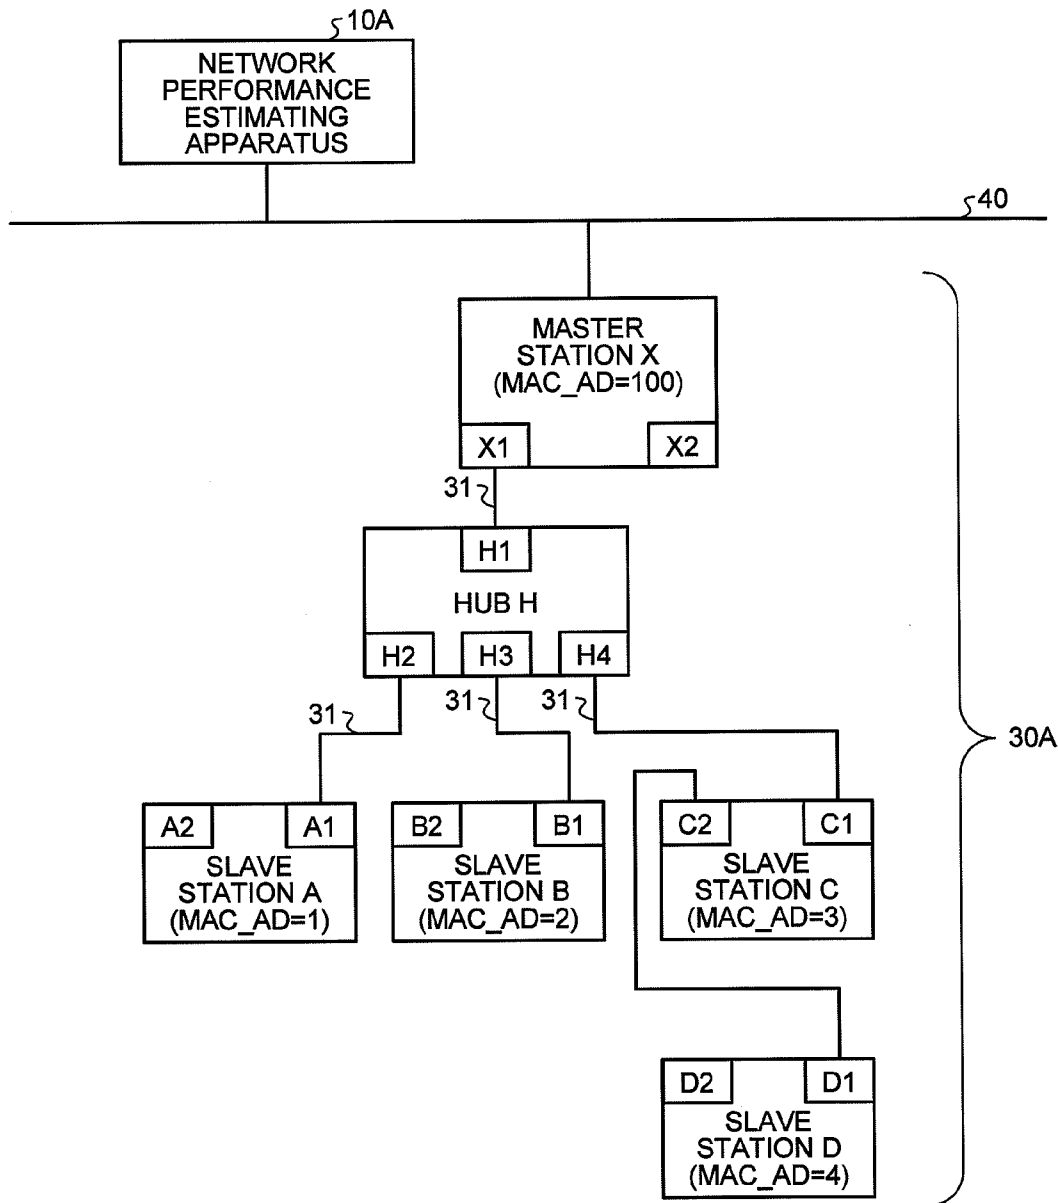 10A
NETWORK
PERFORMANCE
ESTIMATING
APPARATUS
40
MASTER
STATION X
(MAC_AD=100)
X1
X2
31
H1
HUB H
H2
H3
H4
31
31
31
30A
A2
A1
SLAVE
STATION A
(MAC_AD=1)
B2
B1
SLAVE
STATION B
(MAC_AD=2)
C2
C1
SLAVE
STATION C
(MAC_AD=3)
D2
D1
SLAVE
STATION D
(MAC_AD=4)